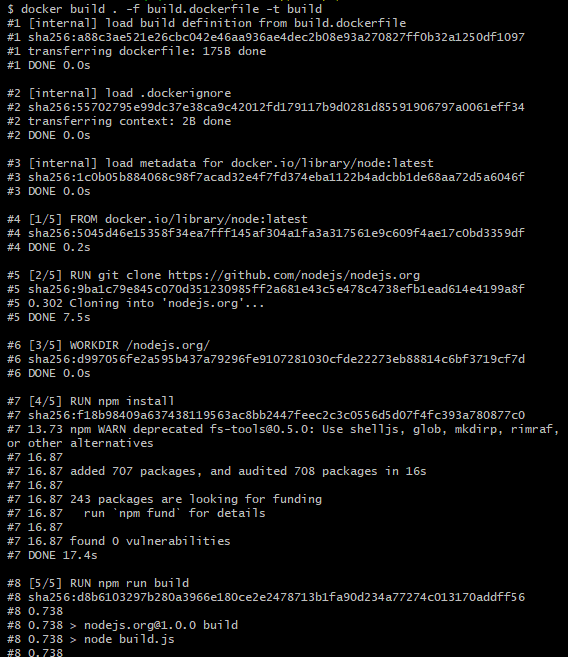 $ docker build . -f build.dockerfile -t build
#1 [internal] load build definition from build.dockerfile
#1 sha256:a88c3ae521e26cbc042e46aa936ae4dec2b08e93a270827ff0b32a1250df1097
#1 transferring dockerfile: 175B done
#1 DONE 0.0s
#2 [internal] load .dockerignore
#2 sha256:55702795e99dc37e38ca9c42012fd179117b9d0281d85591906797a0061eff34
#2 transferring context: 2B done
#2 DONE 0.0s
#3 [internal] load metadata for docker.io/library/node:latest
#3 sha256:1c0b05b884068c98f7acad32e4f7fd374eba1122b4adcbb1de68aa72d5a6046f
#3 DONE 0.0s
#4 [1/5] FROM docker.io/library/node:latest
#4 sha256:5045d46e15358f34ea7fff145af304a1fa3a317561e9c609f4ae17c0bd3359df
#4 DONE 0.2s
#5 [2/5] RUN git clone https://github.com/nodejs/nodejs.org
#5 sha256:9ba1c79e845c070d351230985ff2a681e43c5e478c4738efb1ead614e4199a8f
#5 0.302 Cloning into 'nodejs.org'...
#5 DONE 7.5s
#6 [3/5] WORKDIR /nodejs.org/
#6 sha256:d997056fe2a595b437a79296fe9107281030cfde22273eb88814c6bf3719cf7d
#6 DONE 0.0s
#7 [4/5] RUN npm install
#7 sha256:f18b98409a637438119563ac8bb2447feec2c3c0556d5d07f4fc393a780877c0
#7 13.73 npm WARN deprecated fs-tools@0.5.0: Use shelljs, glob, mkdirp, rimraf,
or other alternatives
#7 16.87
#7 16.87 added 707 packages, and audited 708 packages in 16s
#7 16.87
#7 16.87 243 packages are looking for funding
#7 16.87   run `npm fund` for details
#7 16.87
#7 16.87 found 0 vulnerabilities
#7 DONE 17.4s
#8 [5/5] RUN npm run build
#8 sha256:d8b6103297b280a3966e180ce2e2478713b1fa90d234a77274c013170addff56
#8 0.738
#8 0.738 > nodejs.org@1.0.0 build
#8 0.738 > node build.js
#8 0.738